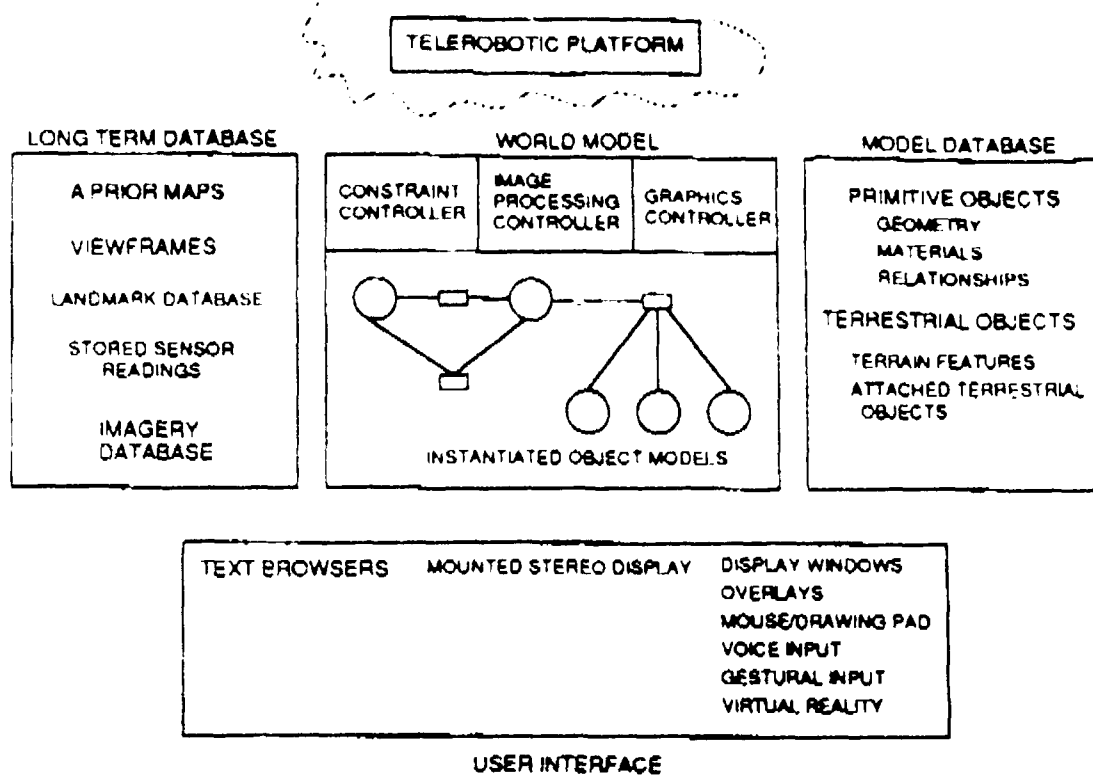 TELEROBOTIC PLATFORM
LONG TERM DATABASE
A PRIOR MAPS
VIEWFRAMES
LANDMARK DATABASE
STORED SENSOR
READINGS
IMAGERY
DATABASE
WORLD MODEL
CONSTRAINT
CONTROLLER
IMAGE
PROCESSING
CONTROLLER
GRAPHICS
CONTROLLER
INSTANTIATED OBJECT MODELS
MODEL DATABASE
PRIMITIVE OBJECTS
GEOMETRY
MATERIALS
RELATIONSHIPS
TERRESTRIAL OBJECTS
TERRAIN FEATURES
ATTACHED TERRESTRIAL
OBJECTS
TEXT BROWSERS
MOUNTED STEREO DISPLAY
DISPLAY WINDOWS
OVERLAYS
MOUSE/DRAWING PAD
VOICE INPUT
GESTURAL INPUT
VIRTUAL REALITY
USER INTERFACE